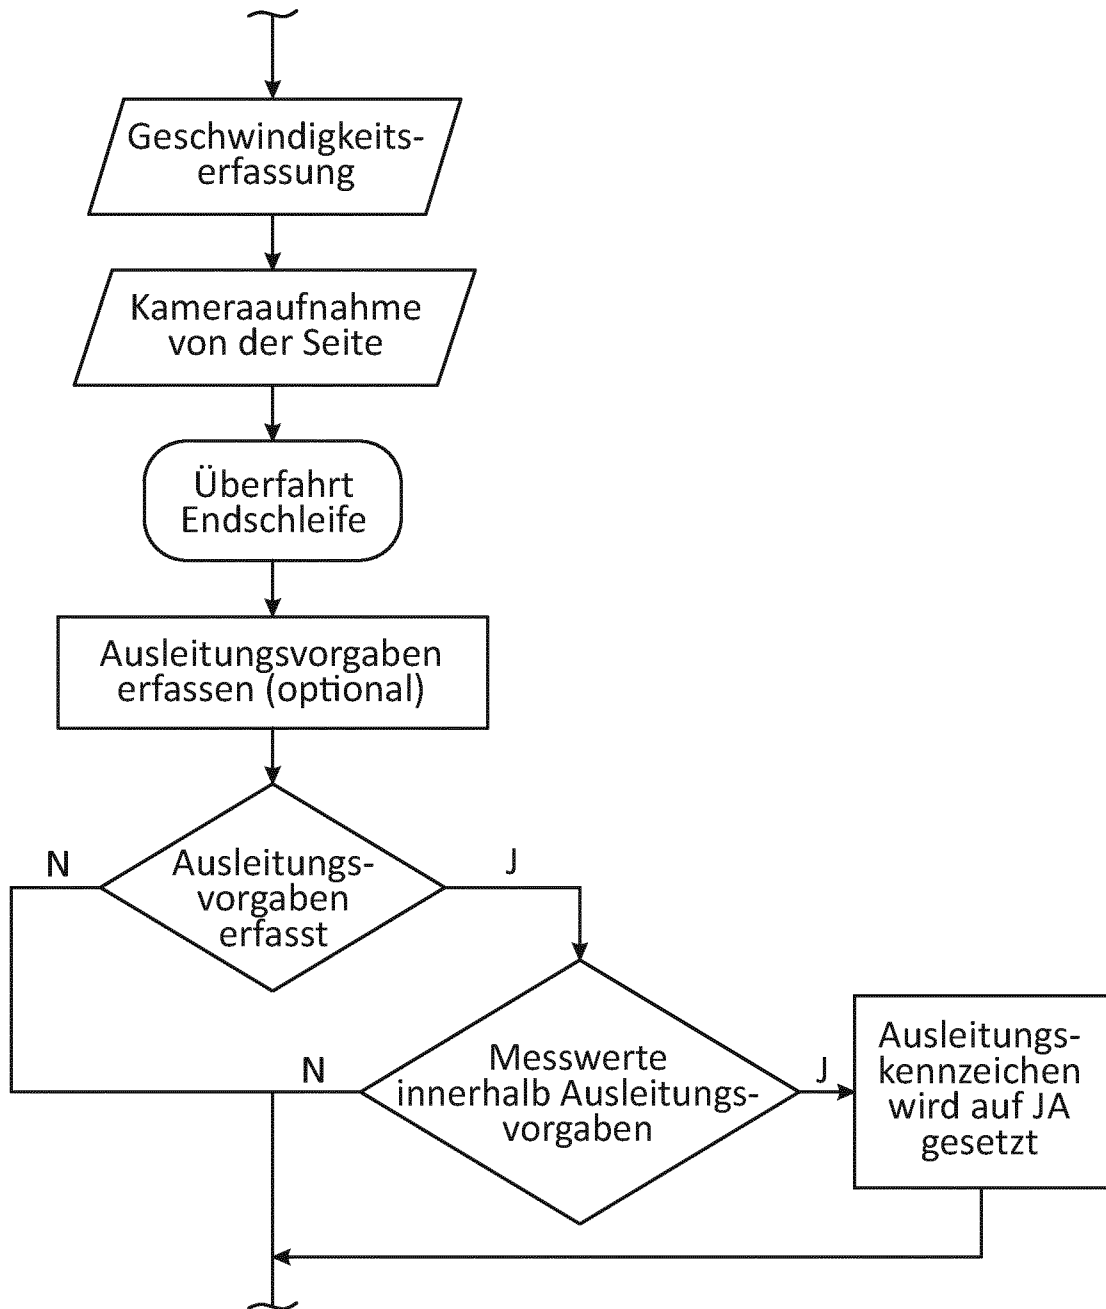 Geschwindigkeits-
erfassung
Kameraaufnahme
von der Seite
Überfahrt
Endschleife
Ausleitungsvorgaben
erfassen (optional)
N
J
Ausleitungs-
vorgaben
erfasst
N
Messwerte
innerhalb Ausleitungs-
vorgaben
J
Ausleitungs-
kennzeichen
wird auf JA
gesetzt